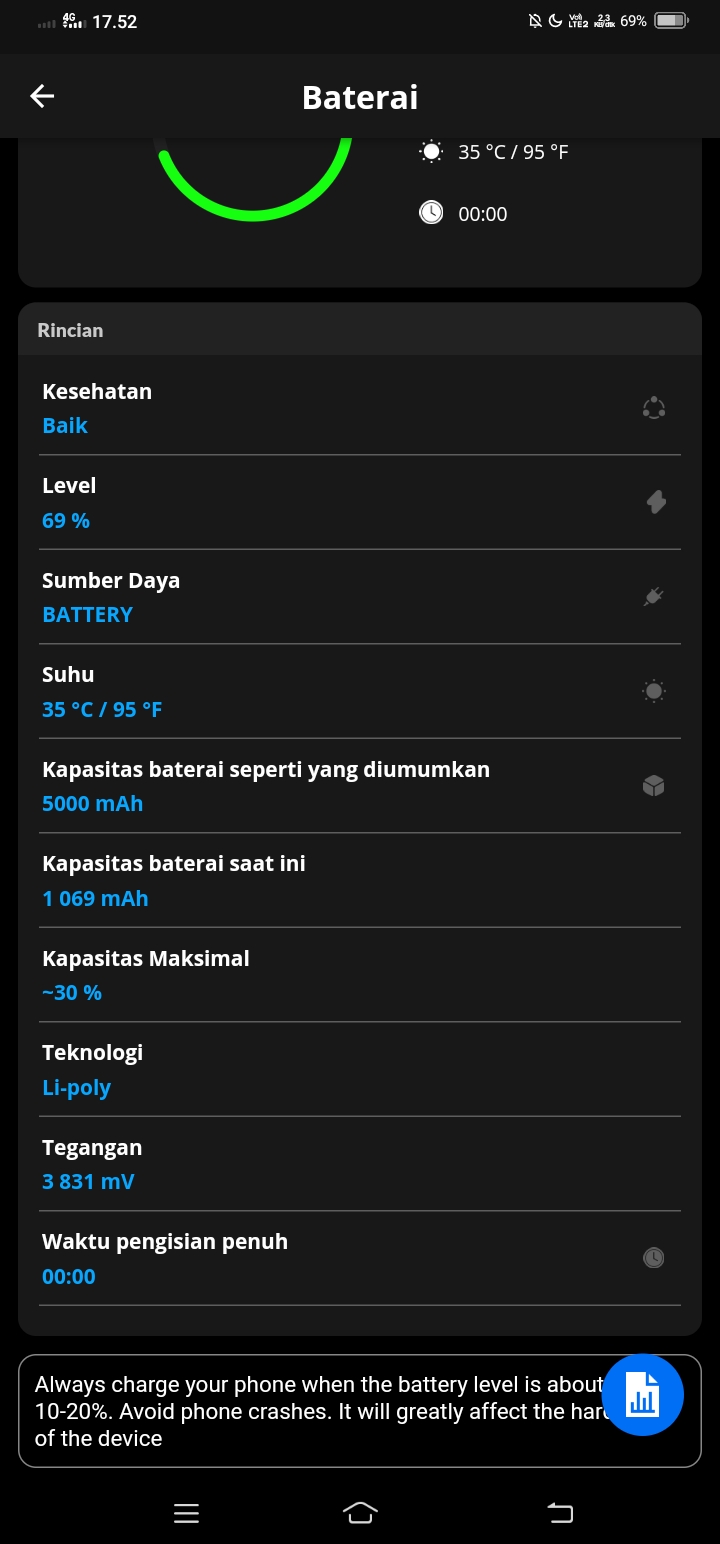 4G 17.52 VoN LTE2 2,3 KB/dtk 69%
Baterai
35 °C / 95 °F
00:00
Rincian
Kesehatan
Baik
Level
69 %
Sumber Daya
BATTERY
Suhu
35 °C / 95 °F
Kapasitas baterai seperti yang diumumkan
5000 mAh
Kapasitas baterai saat ini
1 069 mAh
Kapasitas Maksimal
~30 %
Teknologi
Li-poly
Tegangan
3 831 mV
Waktu pengisian penuh
00:00
Always charge your phone when the battery level is about
10-20%. Avoid phone crashes. It will greatly affect the
of the device